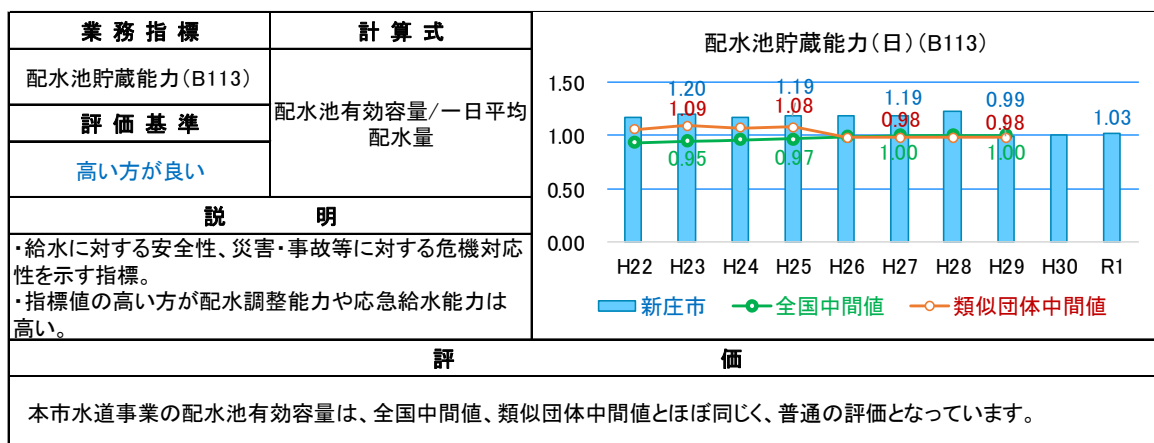 業務指標
計算式
配水池貯蔵能力(B113)
配水池有効容量/一日平均
配水量
評価基準
高い方が良い
説明
・給水に対する安全性、災害・事故等に対する危機対応
性を示す指標。
・指標値の高い方が配水調整能力や応急給水能力は
高い。
配水池貯蔵能力(日)(B113)
1.50
1.00
0.50
0.00
1.20 1.19 1.19 0.99 1.03
1.09 1.08 0.98 0.98
0.95 0.97 1.00 1.00
H22 H23 H24 H25 H26 H27 H28 H29 H30 R1
新庄市 全国中間値 類似団体中間値
評価
本市水道事業の配水池有効容量は、全国中間値、類似団体中間値とほぼ同じく、普通の評価となっています。